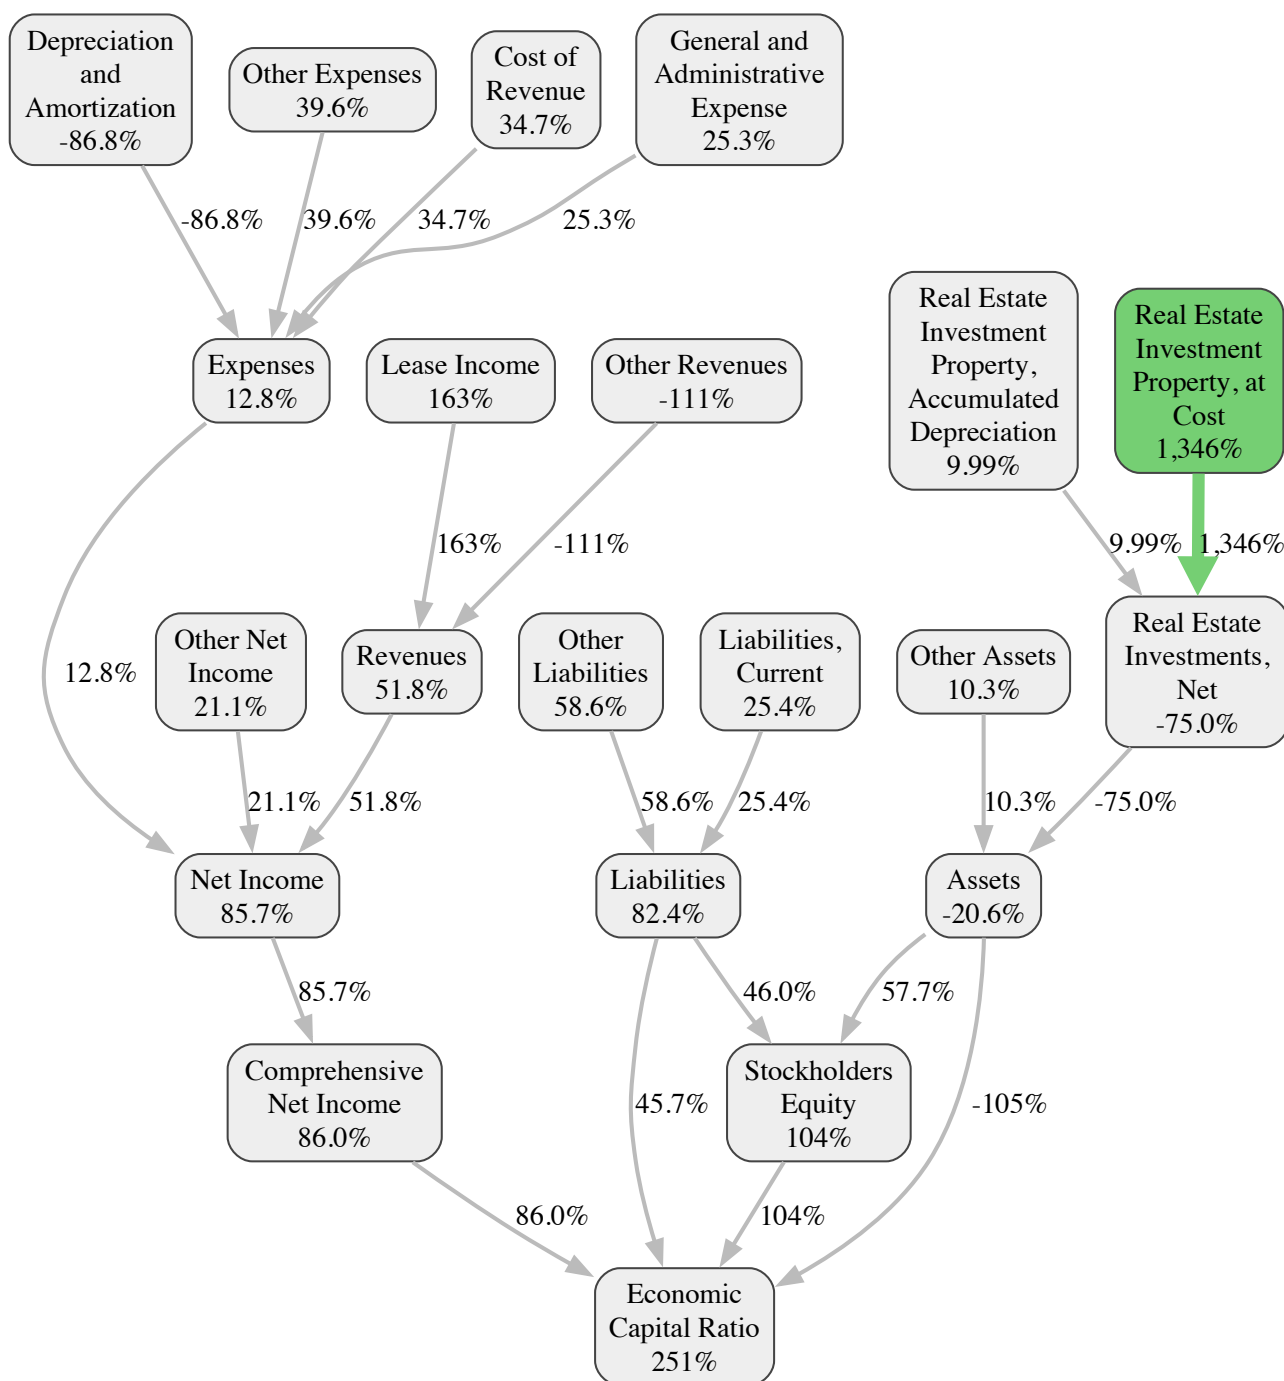 Depreciation
and
Amortization
-86.8%
Other Expenses
39.6%
Cost of
Revenue
34.7%
General and
Administrative
Expense
25.3%
-86.8%
39.6%
34.7%
25.3%
Real Estate
Investment
Property,
Accumulated
Depreciation
9.99%
Real Estate
Investment
Property, at
Cost
1,346%
Expenses
12.8%
Lease Income
163%
Other Revenues
-111%
163%
-111%
9.99%
1,346%
12.8%
Other Net
Income
21.1%
Revenues
51.8%
Other
Liabilities
58.6%
Liabilities,
Current
25.4%
Other Assets
10.3%
Real Estate
Investments,
Net
-75.0%
21.1%
51.8%
58.6%
25.4%
10.3%
-75.0%
Net Income
85.7%
Liabilities
82.4%
Assets
-20.6%
85.7%
46.0%
57.7%
Comprehensive
Net Income
86.0%
45.7%
Stockholders
Equity
104%
-105%
86.0%
104%
Economic
Capital Ratio
251%